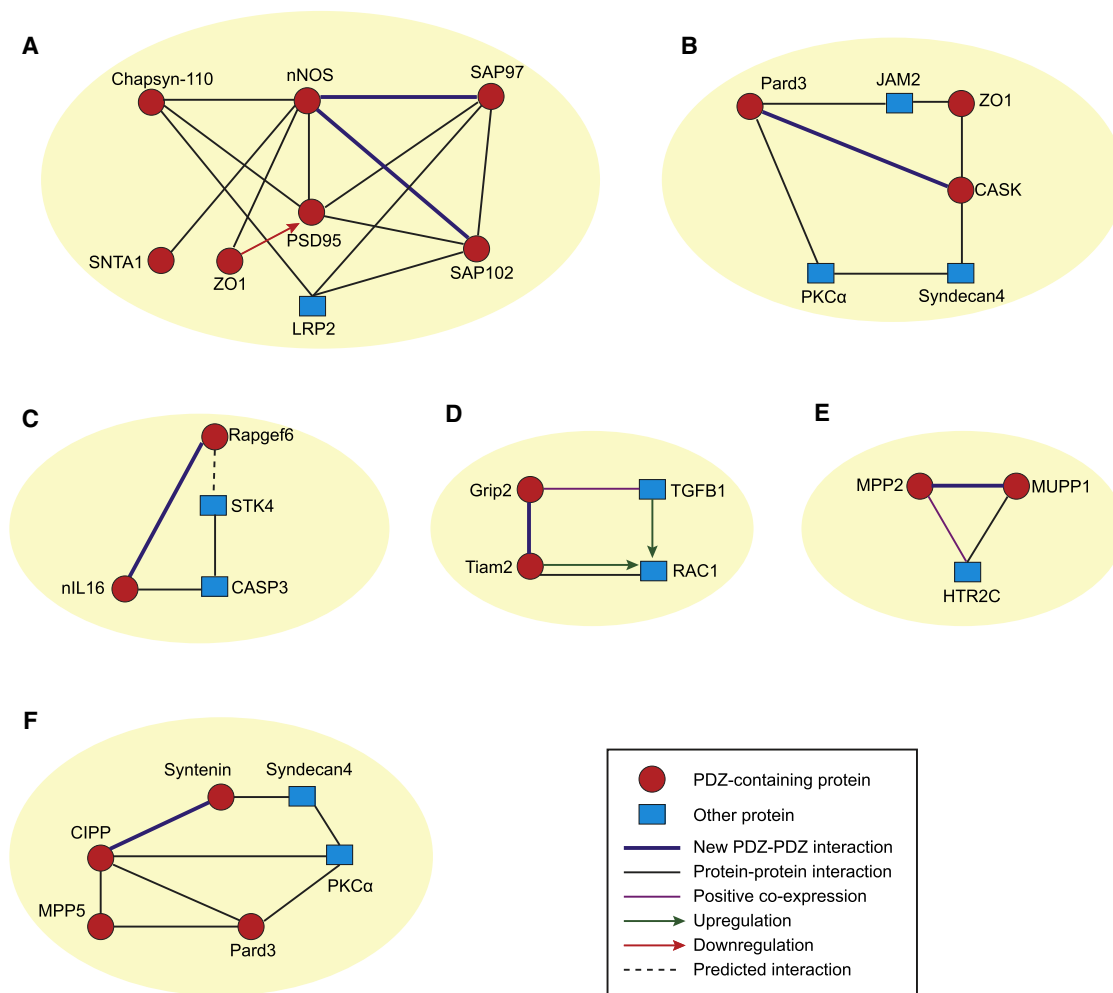 A
Chapsyn-110
nNOS
SAP97
SNTA1
ZO1
PSD95
SAP102
LRP2
B
Pard3
JAM2
ZO1
CASK
PKCα
Syndecan4
C
Rapgef6
STK4
nIL16
CASP3
D
Grip2
TGFB1
Tiam2
RAC1
E
MPP2
MUPP1
HTR2C
F
Syntenin
Syndecan4
CIPP
PKCα
MPP5
Pard3
PDZ-containing protein
Other protein
New PDZ-PDZ interaction
Protein-protein interaction
Positive co-expression
Upregulation
Downregulation
Predicted interaction